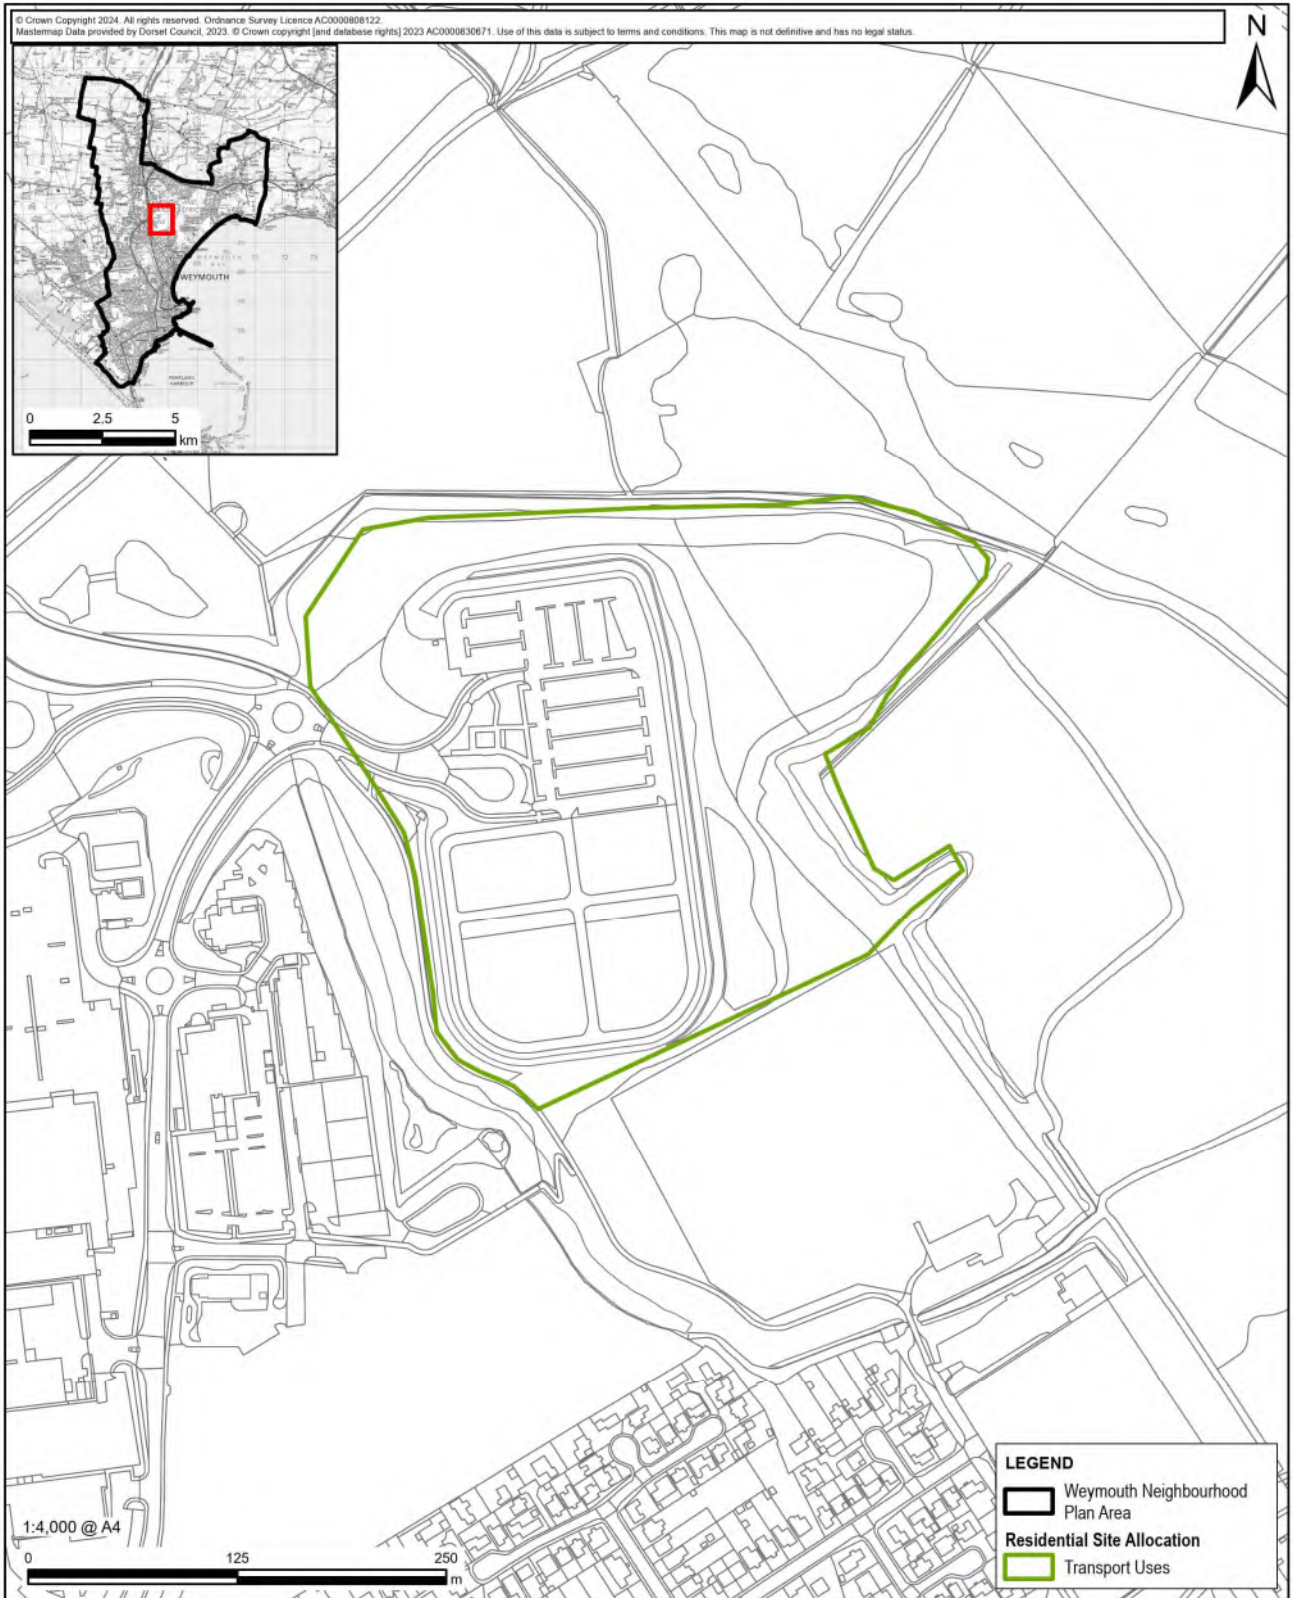 © Crown Copyright 2024. All rights reserved. Ordnance Survey Licence AC0000808122.
Mastermap Data provided by Dorset Council, 2023. © Crown copyright [and database rights] 2023 AC0000830671. Use of this data is subject to terms and conditions. This map is not definitive and has no legal status.
N
WEYMOUTH
PORTLAND
HARBOUR
0 2.5 5
km
LEGEND
Weymouth Neighbourhood
Plan Area
Residential Site Allocation
Transport Uses
1:4,000 @ A4
0 125 250
m